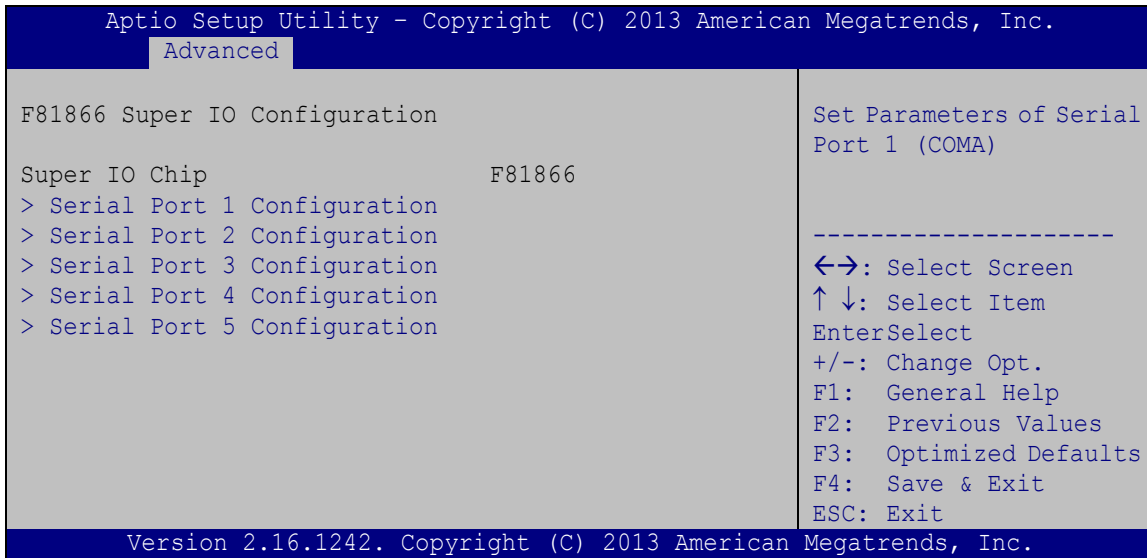 Aptio Setup Utility – Copyright (C) 2013 American Megatrends, Inc.
Advanced
F81866 Super IO Configuration
Super IO Chip F81866
> Serial Port 1 Configuration
> Serial Port 2 Configuration
> Serial Port 3 Configuration
> Serial Port 4 Configuration
> Serial Port 5 Configuration
Set Parameters of Serial
Port 1 (COMA)
---------------------
←→: Select Screen
↑ ↓: Select Item
EnterSelect
+/-: Change Opt.
F1: General Help
F2: Previous Values
F3: Optimized Defaults
F4: Save & Exit
ESC: Exit
Version 2.16.1242. Copyright (C) 2013 American Megatrends, Inc.